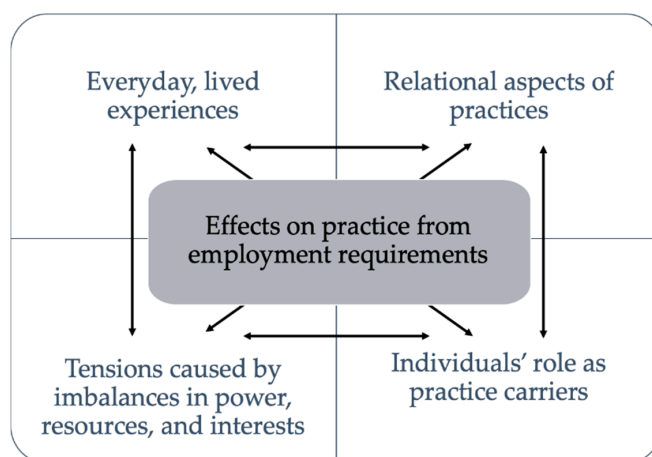 Everyday, lived
experiences
Relational aspects of
practices
Effects on practice from
employment requirements
Tensions caused by
imbalances in power,
resources, and interests
Individuals’ role as
practice carriers